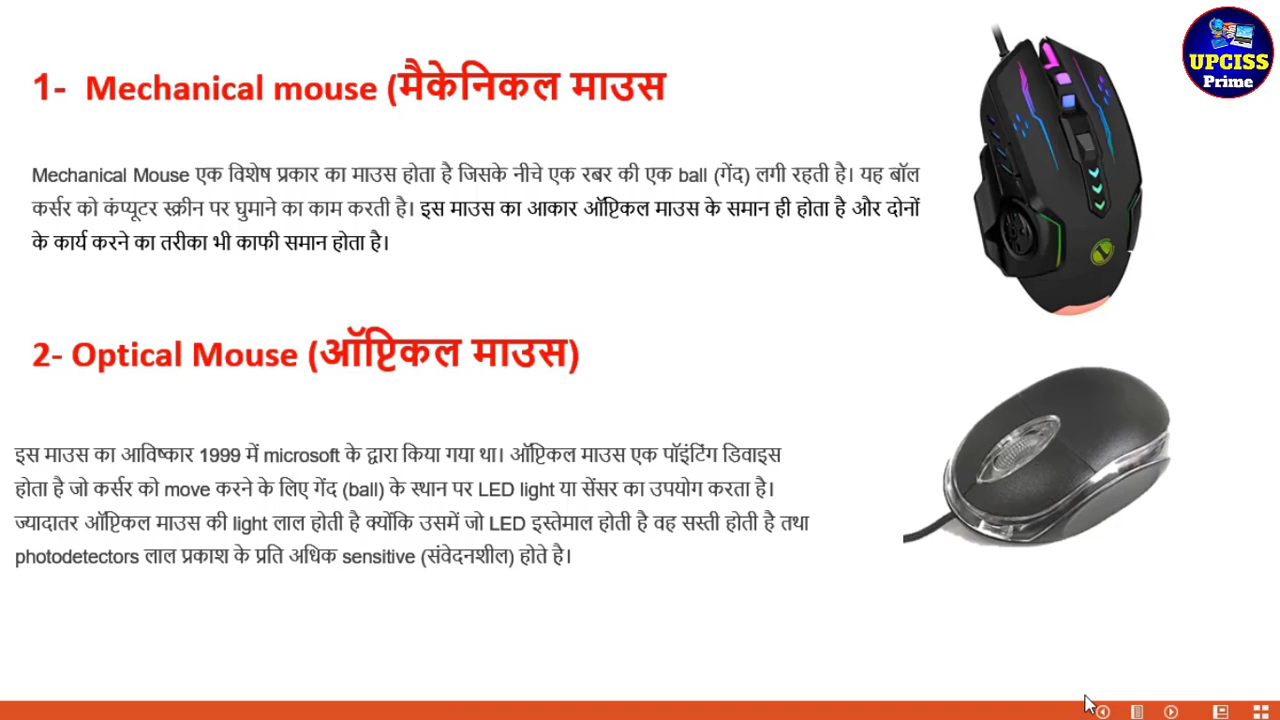 UPCISS
Prime
1- Mechanical mouse (मैकेनिकल माउस
Mechanical Mouse एक विशेष प्रकार का माउस होता है जिसके नीचे एक रबर की एक ball (गेंद) लगी रहती है। यह बॉल
कर्सर को कंप्यूटर स्क्रीन पर घुमाने का काम करती है। इस माउस का आकार ऑप्टिकल माउस के समान ही होता है और दोनों
के कार्य करने का तरीका भी काफी समान होता है।
2- Optical Mouse (ऑप्टिकल माउस)
इस माउस का आविष्कार 1999 में microsoft के द्वारा किया गया था। ऑप्टिकल माउस एक पॉइंटिंग डिवाइस
होता है जो कर्सर को move करने के लिए गेंद (ball) के स्थान पर LED light या सेंसर का उपयोग करता है।
ज्यादातर ऑप्टिकल माउस की light लाल होती है क्योंकि उसमें जो LED इस्तेमाल होती है वह सस्ती होती है तथा
photodetectors लाल प्रकाश के प्रति अधिक sensitive (संवेदनशील) होते है।